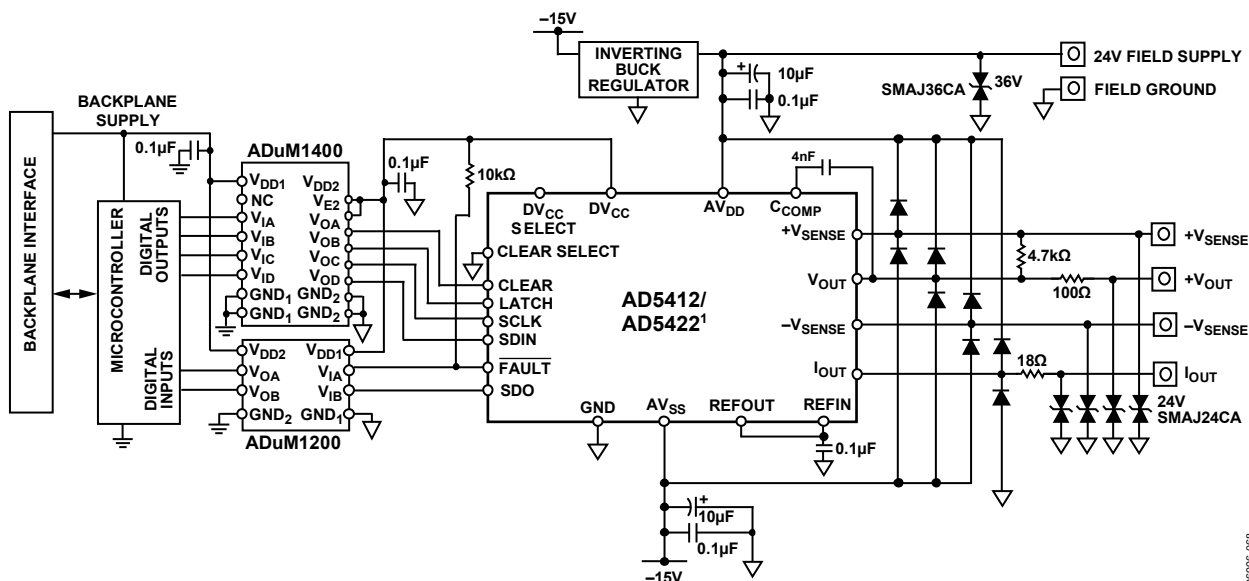 –15V
INVERTING
BUCK
REGULATOR
+
10µF
0.1µF
SMAJ36CA
36V
24V FIELD SUPPLY
FIELD GROUND
BACKPLANE INTERFACE
BACKPLANE
SUPPLY
0.1µF
MICROCONTROLLER
DIGITAL
OUTPUTS
DIGITAL
INPUTS
ADuM1400
VDD1
NC
VIA
VIB
VIC
VID
GND1
GND1
VDD2
VE2
VOA
VOB
VOC
VOD
GND2
GND2
VDD2
VOA
VOB
GND2
VDD1
VIA
VIB
GND1
ADuM1200
0.1µF
10kΩ
4nF
DVCC
SELECT
DVCC
AVDD
CCOMP
CLEAR SELECT
CLEAR
LATCH
SCLK
SDIN
FAULT
SDO
AD5412/
AD5422¹
+VSENSE
VOUT
–VSENSE
IOUT
GND
AVSS
REFOUT
REFIN
0.1µF
4.7kΩ
100Ω
18Ω
+VSENSE
+VOUT
–VSENSE
IOUT
24V
SMAJ24CA
+
10µF
0.1µF
–15V